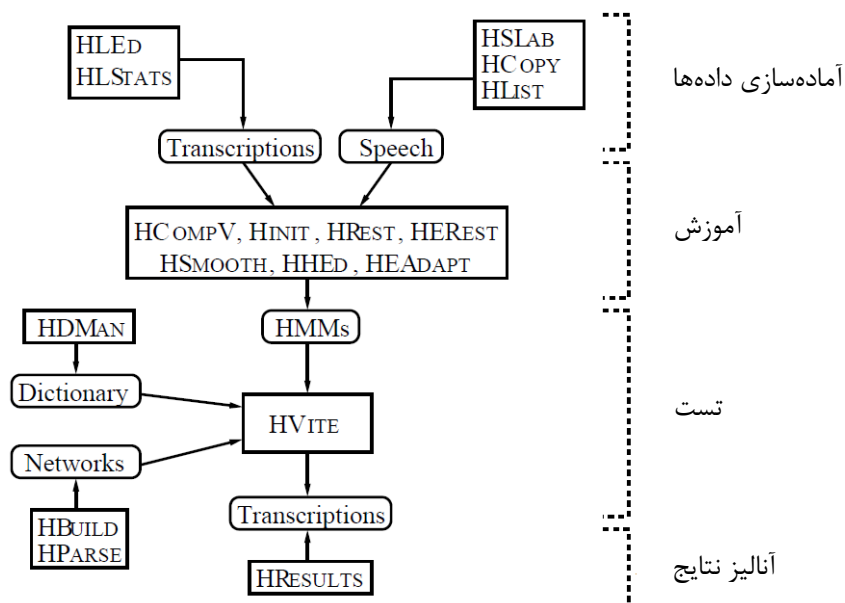 HLED
HLSTATS
HSLAB
HCOPY
HLIST
آماده‌سازی داده‌ها
Transcriptions
Speech
HCOMPV, HINIT, HREST, HEREST
HSMOOTH, HHED, HEADAPT
آموزش
HDMAN
HMMs
Dictionary
HVITE
تست
Networks
HBUILD
HPARSE
Transcriptions
HRESULTS
آنالیز نتایج